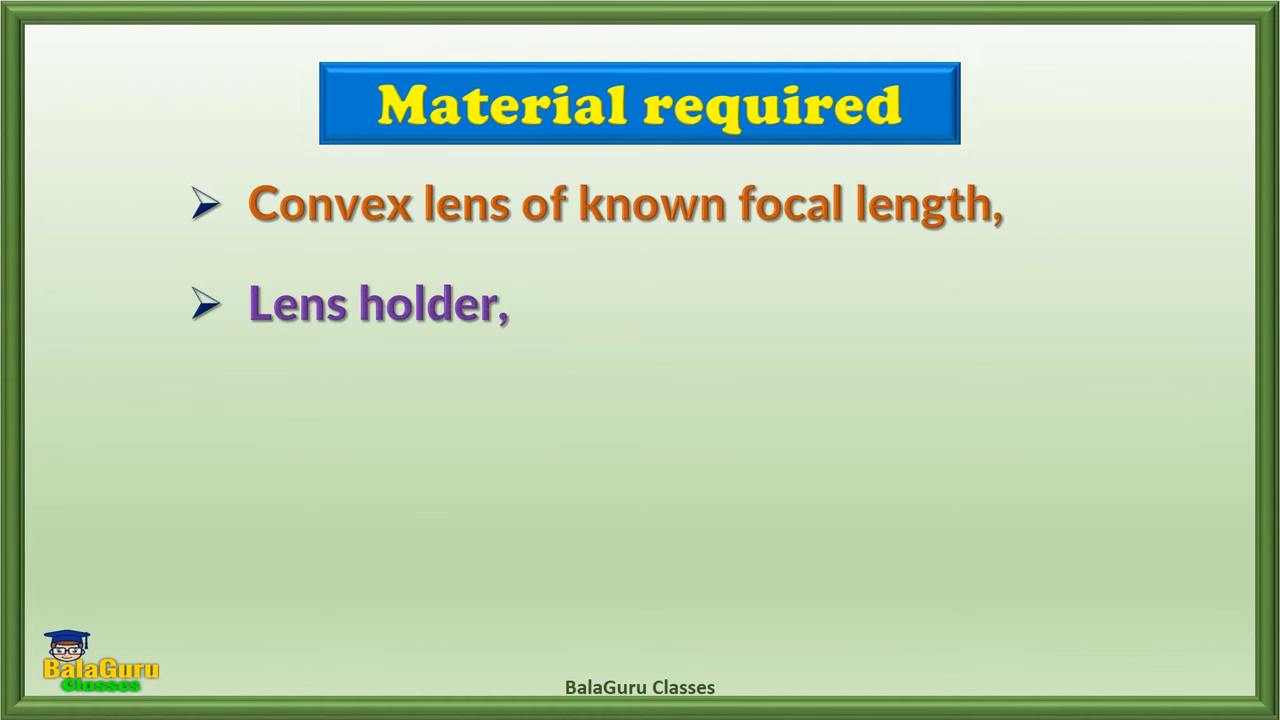 Material required
Convex lens of known focal length,
Lens holder,
BalaGuru
Classes
BalaGuru Classes